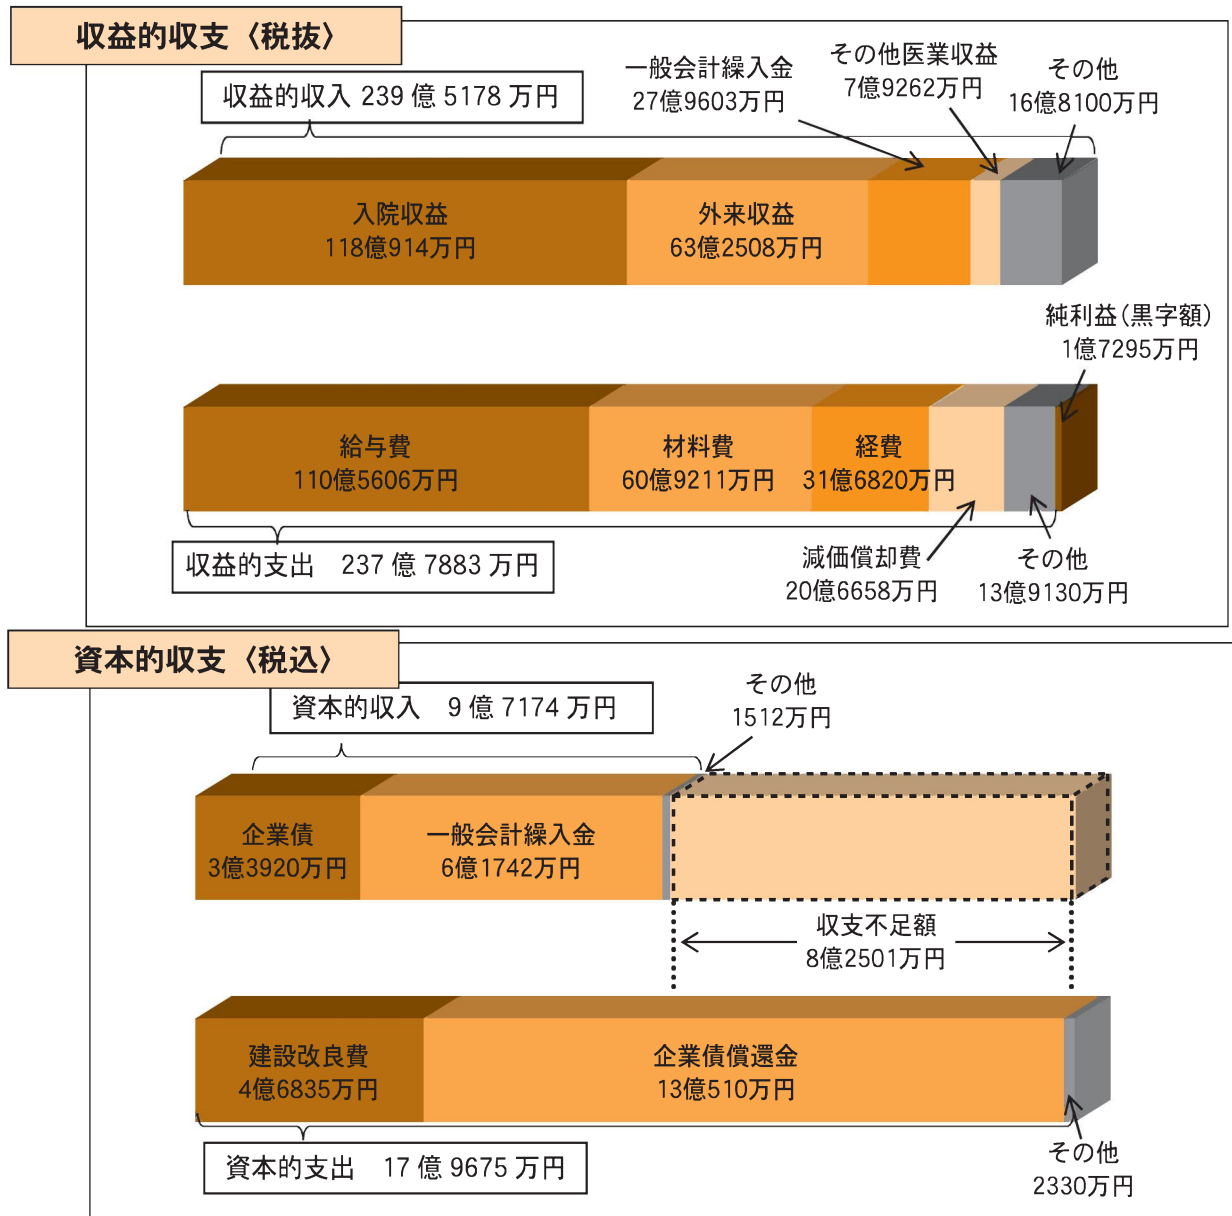 収益的収支〈税抜〉
収益的収入 239 億 5178 万円
一般会計繰入金
27億9603万円
その他医業収益
7億9262万円
その他
16億8100万円
入院収益
118億914万円
外来収益
63億2508万円
純利益(黒字額)
1億7295万円
給与費
110億5606万円
材料費
60億9211万円
経費
31億6820万円
収益的支出 237 億 7883 万円
減価償却費
20億6658万円
その他
13億9130万円
資本的収支〈税込〉
資本的収入 9 億 7174 万円
その他
1512万円
企業債
3億3920万円
一般会計繰入金
6億1742万円
収支不足額
8億2501万円
建設改良費
4億6835万円
企業債償還金
13億510万円
資本的支出 17 億 9675 万円
その他
2330万円